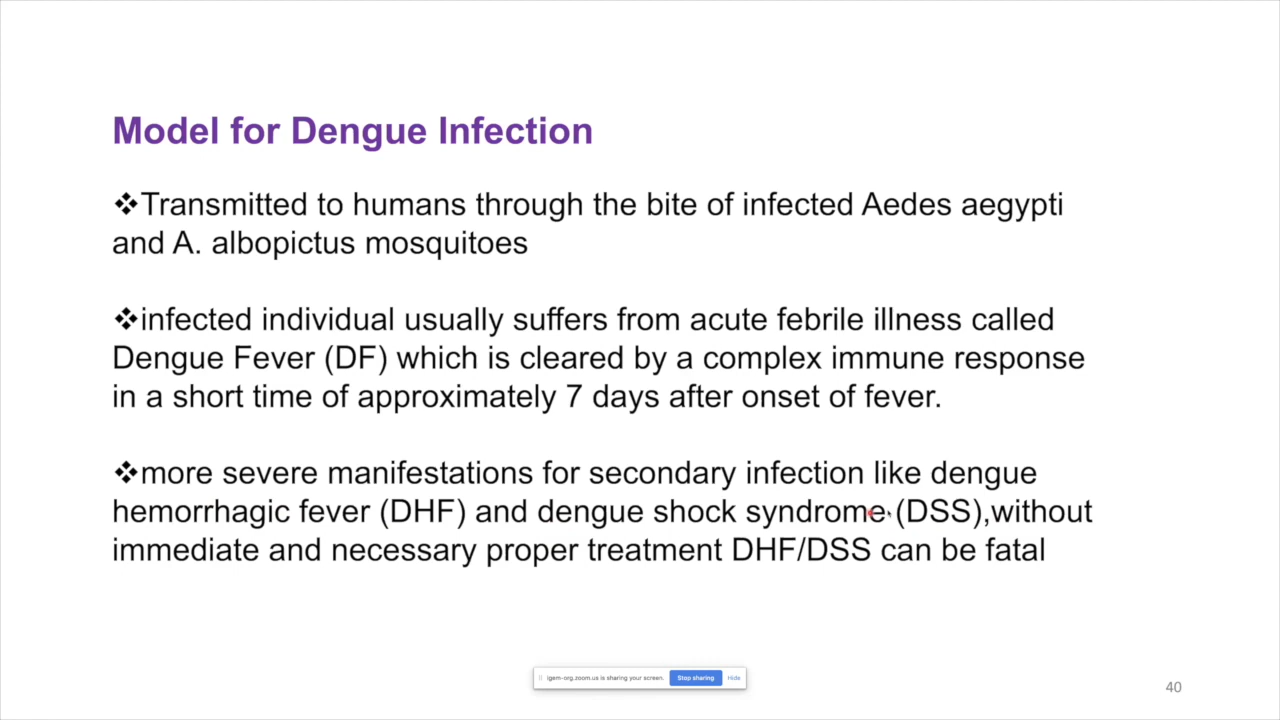 Model for Dengue Infection
❖Transmitted to humans through the bite of infected Aedes aegypti
and A. albopictus mosquitoes
❖infected individual usually suffers from acute febrile illness called
Dengue Fever (DF) which is cleared by a complex immune response
in a short time of approximately 7 days after onset of fever.
❖more severe manifestations for secondary infection like dengue
hemorrhagic fever (DHF) and dengue shock syndrome (DSS),without
immediate and necessary proper treatment DHF/DSS can be fatal
igem-org.zoom.us is sharing your screen. Stop sharing Hide
40